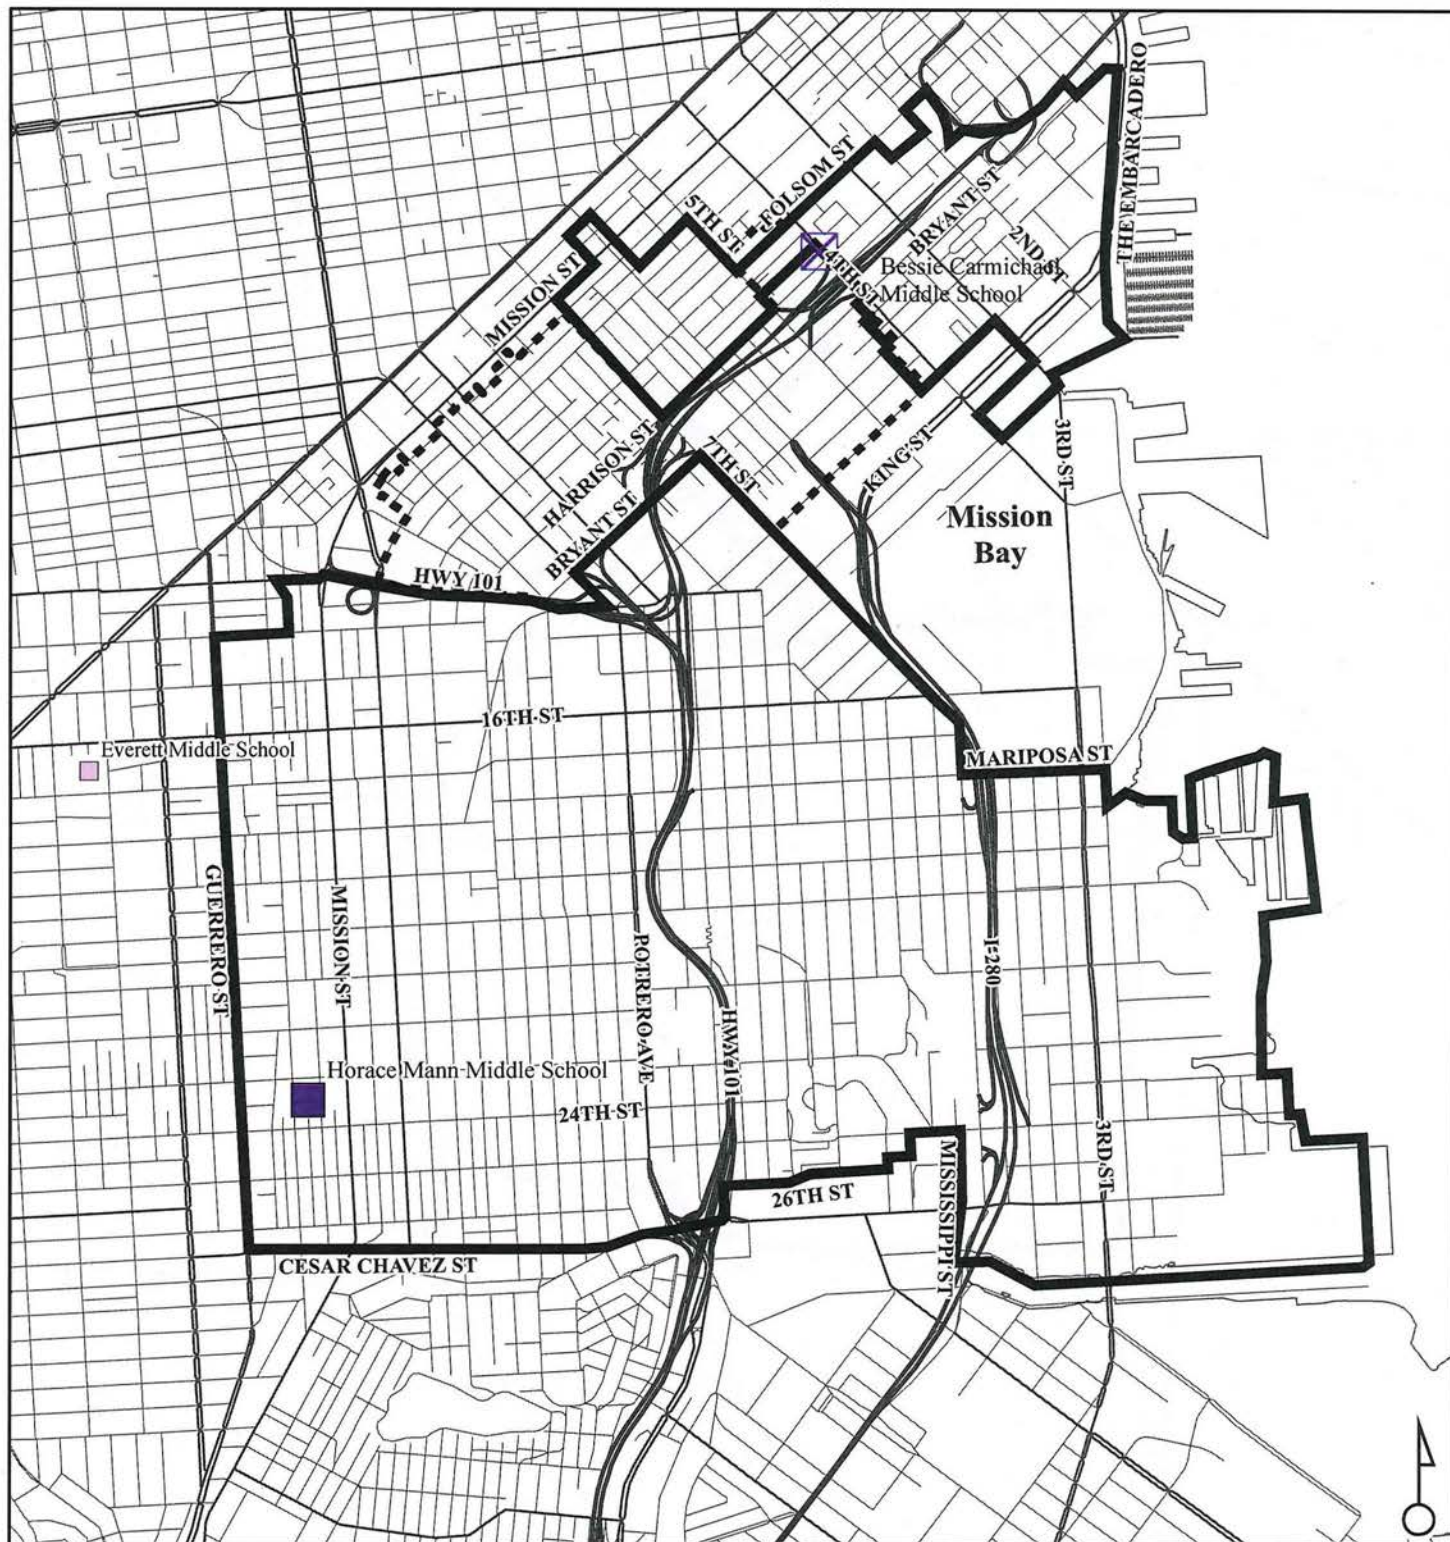 THE EMBARCADERO
FOLSOM ST
5TH ST
BRYANT ST
2ND ST
4TH ST
Bessie Carmichael
Middle School
MISSION ST
HARRISON ST
7TH ST
BRYANT ST
KING ST
3RD ST
Mission
Bay
HWY 101
16TH ST
Everett Middle School
MARIPOSA ST
GUERRERO ST
MISSION ST
POTRERO AVE
I-280
HWY 101
Horace Mann Middle School
24TH ST
3RD ST
MISSISSIPPI ST
26TH ST
CESAR CHAVEZ ST